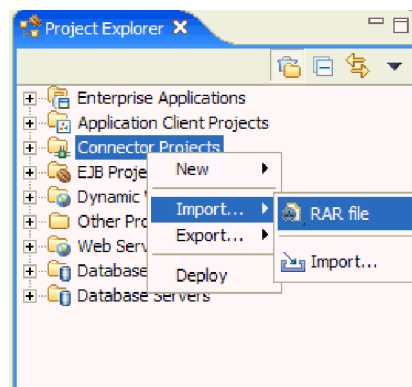 Project Explorer
Enterprise Applications
Application Client Projects
Connector Projects
EJB Proje
New
Dynamic
Import...
RAR file
Other Pro
Export...
Web Serv
Import...
Database
Deploy
Database Servers